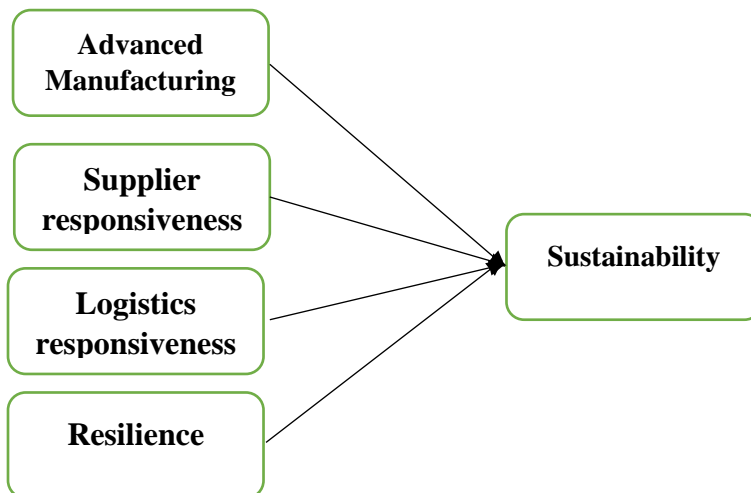 Advanced
Manufacturing
Supplier
responsiveness
Sustainability
Logistics
responsiveness
Resilience